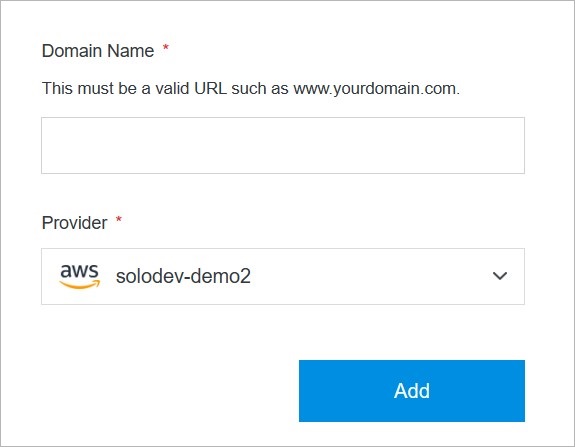 Domain Name *
This must be a valid URL such as www.yourdomain.com.
Provider *
aws solodev-demo2
Add